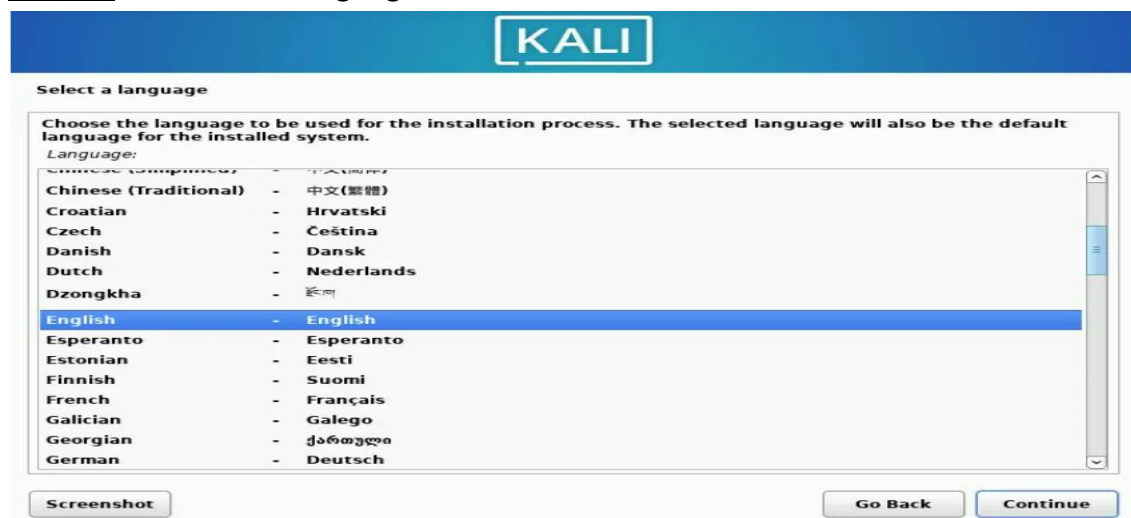 KALI
Select a language
Choose the language to be used for the installation process. The selected language will also be the default
language for the installed system.
Language:
Chinese (Traditional) - 中文(繁體)
Croatian - Hrvatski
Czech - Čeština
Danish - Dansk
Dutch - Nederlands
Dzongkha -
English - English
Esperanto - Esperanto
Estonian - Eesti
Finnish - Suomi
French - Français
Galician - Galego
Georgian - ქართული
German - Deutsch
Screenshot Go Back Continue